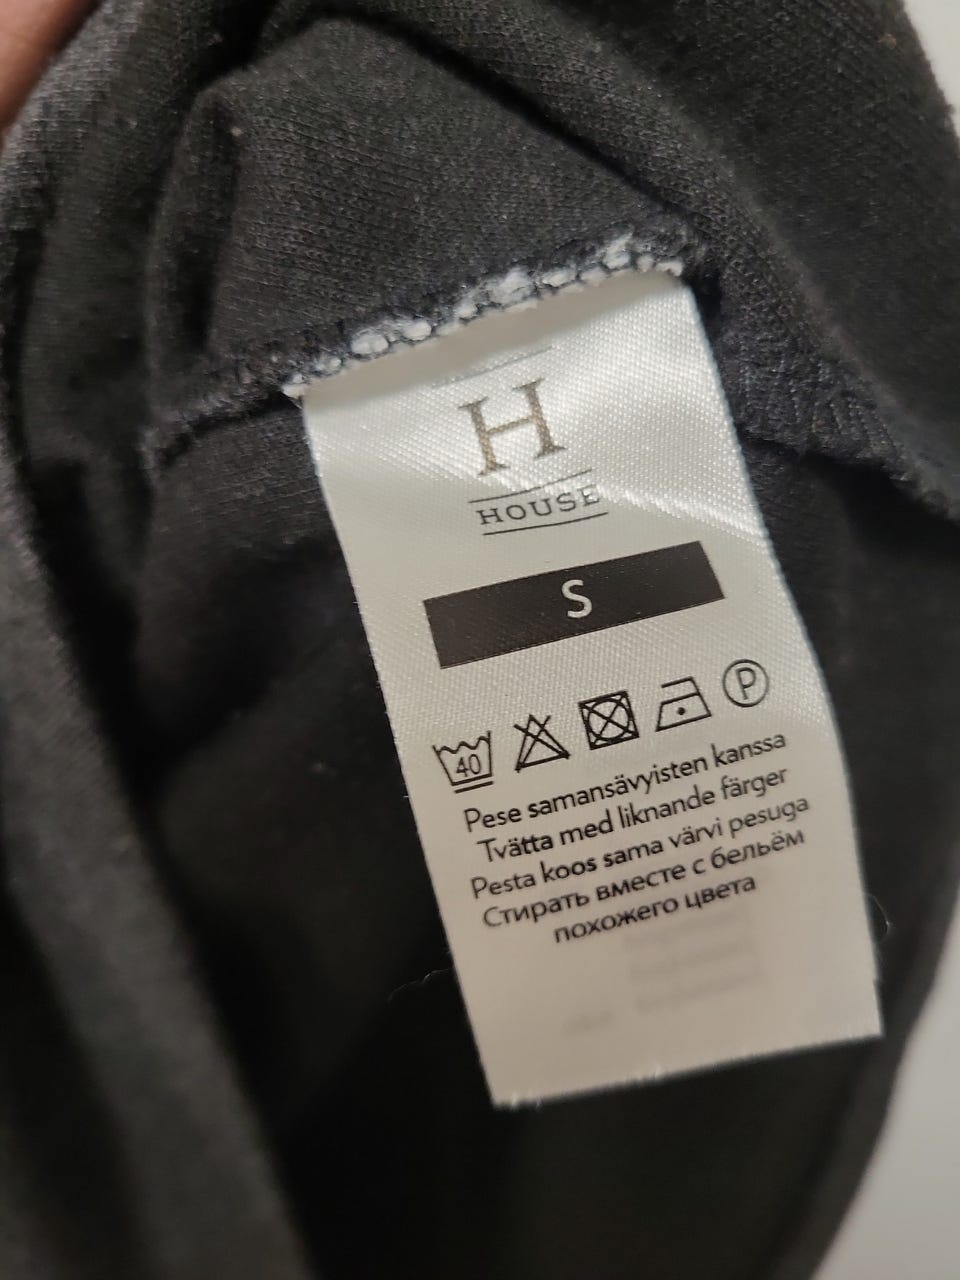 H
HOUSE
S
40 P
Pese samansävyisten kanssa
Tvätta med liknande färger
Pesta koos sama värvi pesuga
Стирать вместе с бельём
похожего цвета